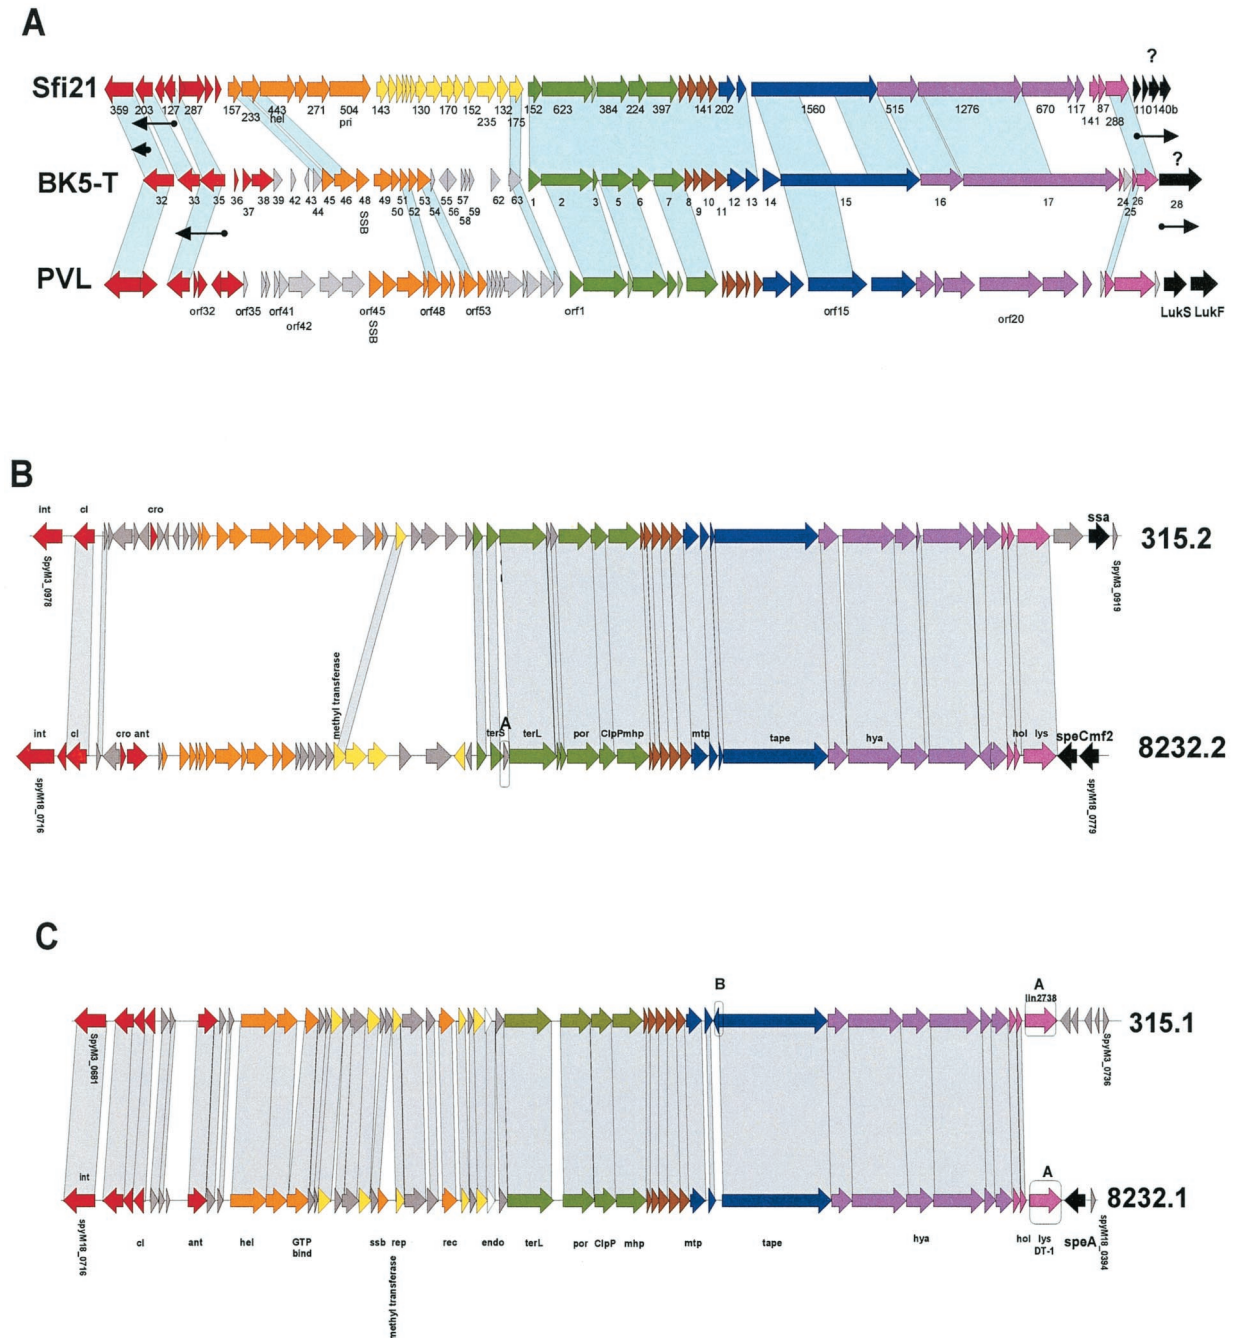 A
?
Sfi21
359 203 127 287 157 443 271 504 143 130 170 152 132 152 623 384 224 397 141 202 1560 515 1276 670 117 87 110 140b
233 hel pri 235 175 141 288
?
BK5-T
32 33 35 36 38 39 42 43 45 46 48 49 51 53 55 57 62 63 1 2 3 5 6 7 8 10 12 13 14 15 16 17 24 26 28
37 44 SSB 50 52 54 56 58 59 9 11 25
PVL
orf32 orf35 orf41 orf45 orf48 orf53 orf1 orf15 LukS LukF
orf42 SSB orf20
B
int cI cro ssa
315.2
SpyM3_0978 SpyM3_0919
methyl transferase
A
int cI cro ant terS terL por ClpP mhp mtp tape hya hol lys speC mf2
8232.2
spyM18_0716 spyM18_0779
C
B A
lin2738
315.1
SpyM3_0681 SpyM3_0736
int A
8232.1
spyM18_0716 spyM18_0394
cI ant hel GTP bind ssb rep rec endo terL por ClpP mhp mtp tape hya hol lys DT-1 speA
methyl transferase